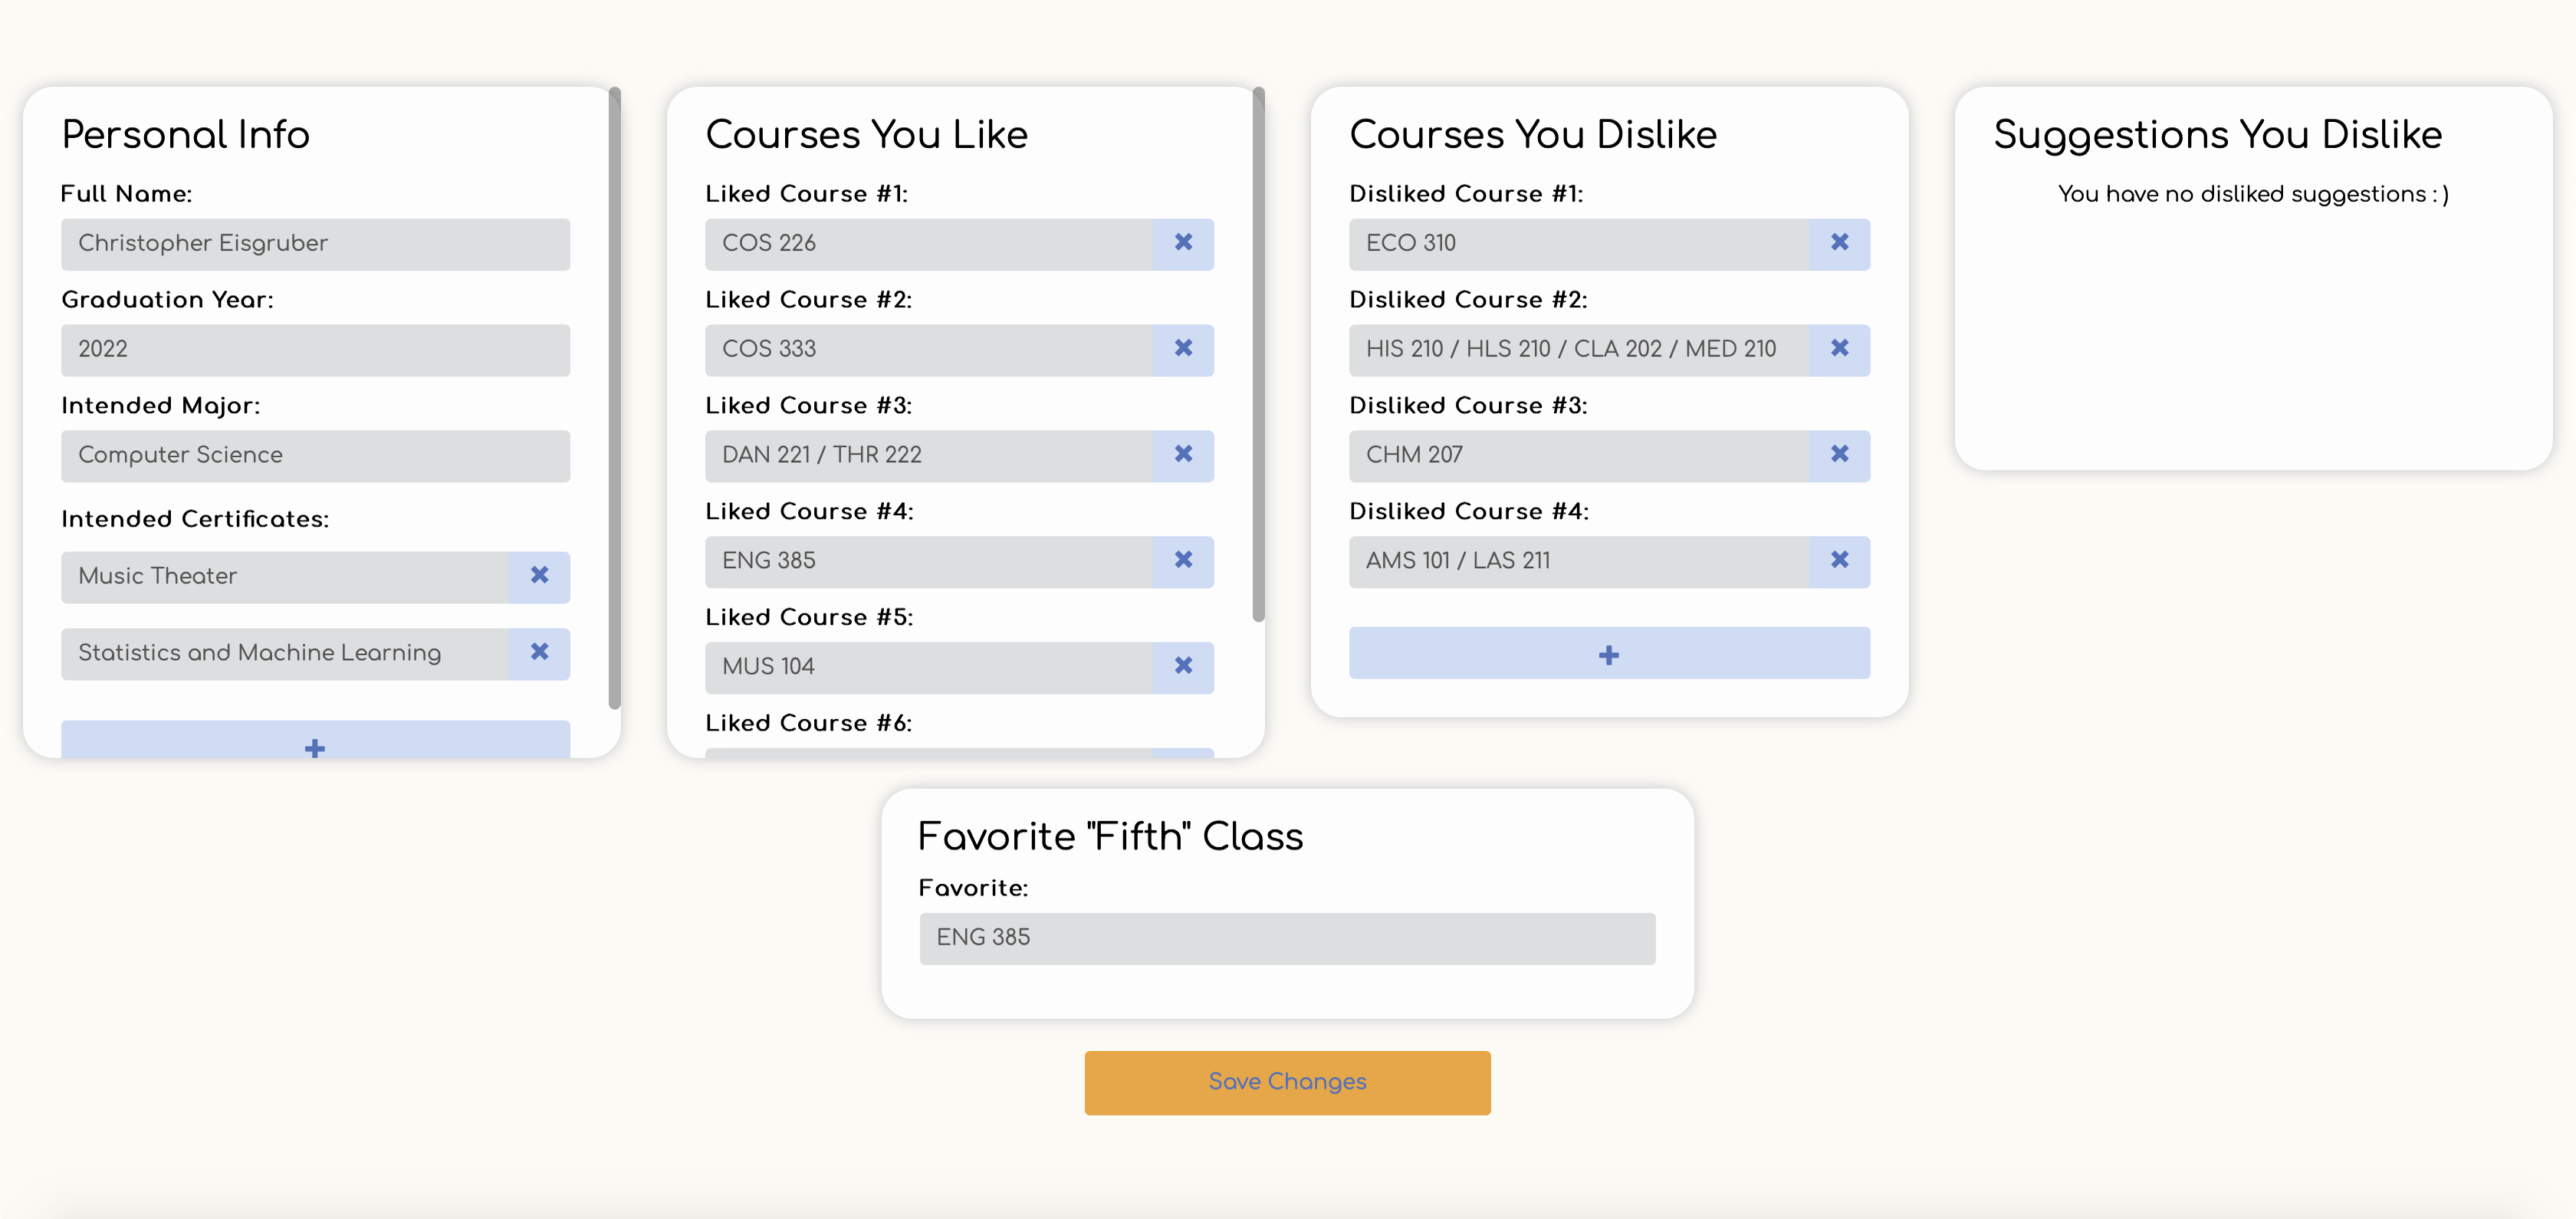 Personal Info
Full Name:
Christopher Eisgruber
Graduation Year:
2022
Intended Major:
Computer Science
Intended Certificates:
Music Theater
Statistics and Machine Learning
Courses You Like
Liked Course #1:
COS 226
Liked Course #2:
COS 333
Liked Course #3:
DAN 221 / THR 222
Liked Course #4:
ENG 385
Liked Course #5:
MUS 104
Liked Course #6:
Courses You Dislike
Disliked Course #1:
ECO 310
Disliked Course #2:
HIS 210 / HLS 210 / CLA 202 / MED 210
Disliked Course #3:
CHM 207
Disliked Course #4:
AMS 101 / LAS 211
Suggestions You Dislike
You have no disliked suggestions : )
Favorite "Fifth" Class
Favorite:
ENG 385
Save Changes